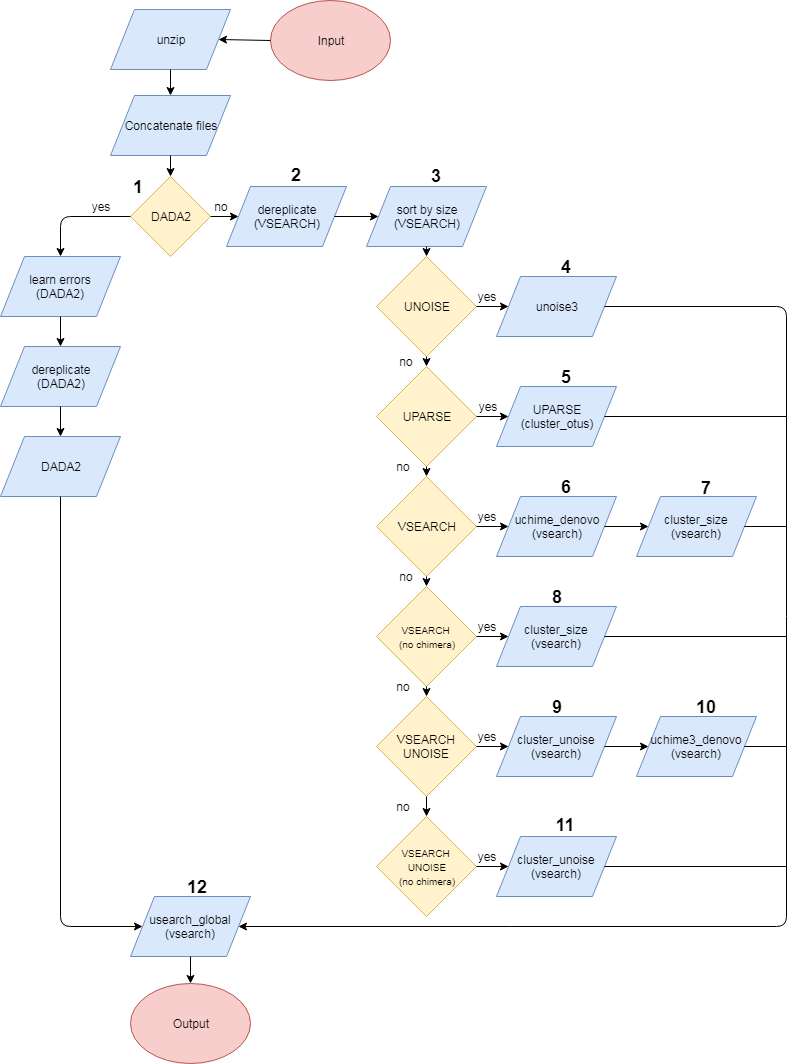 unzip
Input
Concatenate files
1
2
3
DADA2
yes
no
dereplicate
(VSEARCH)
sort by size
(VSEARCH)
learn errors
(DADA2)
4
UNOISE
yes
unoise3
no
dereplicate
(DADA2)
5
UPARSE
yes
UPARSE
(cluster_otus)
no
DADA2
6
7
VSEARCH
yes
uchime_denovo
(vsearch)
cluster_size
(vsearch)
no
8
VSEARCH
(no chimera)
yes
cluster_size
(vsearch)
no
9
10
VSEARCH
UNOISE
yes
cluster_unoise
(vsearch)
uchime3_denovo
(vsearch)
no
11
VSEARCH
UNOISE
(no chimera)
yes
cluster_unoise
(vsearch)
12
usearch_global
(vsearch)
Output